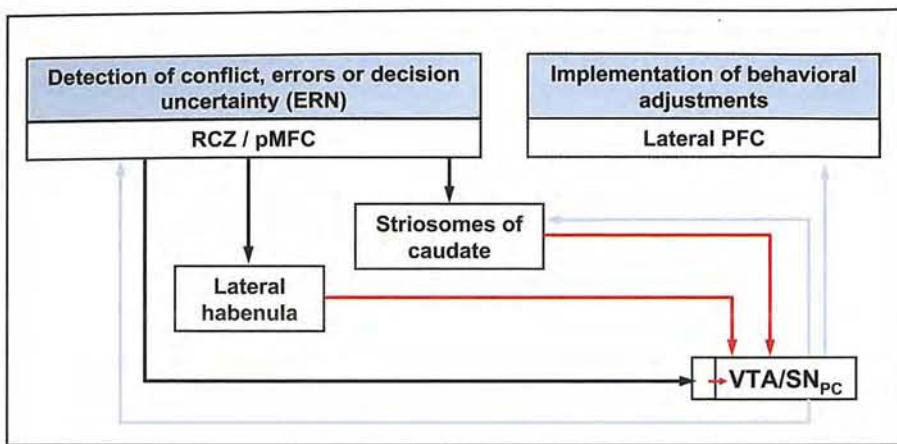 Detection of conflict, errors or decision
uncertainty (ERN)
RCZ / pMFC
Implementation of behavioral
adjustments
Lateral PFC
Striosomes of
caudate
Lateral
habenula
VTA/SNPC